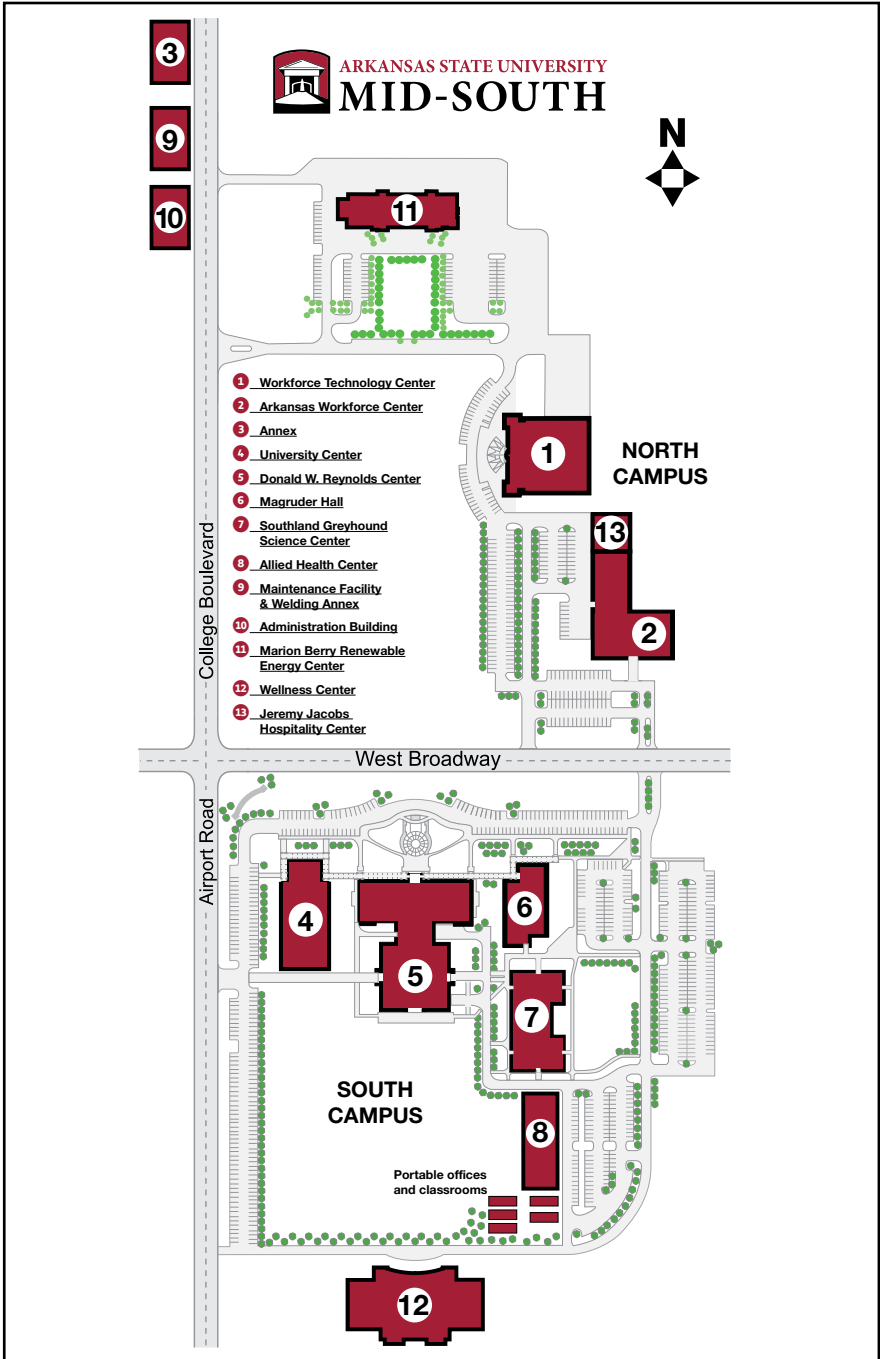 ARKANSAS STATE UNIVERSITY
MID-SOUTH
N
3
9
10
11
1 Workforce Technology Center
2 Arkansas Workforce Center
3 Annex
4 University Center
5 Donald W. Reynolds Center
6 Magruder Hall
7 Southland Greyhound
Science Center
8 Allied Health Center
9 Maintenance Facility
& Welding Annex
10 Administration Building
11 Marion Berry Renewable
Energy Center
12 Wellness Center
13 Jeremy Jacobs
Hospitality Center
1
NORTH
CAMPUS
13
2
College Boulevard
West Broadway
Airport Road
4
5
6
7
SOUTH
CAMPUS
8
Portable offices
and classrooms
12